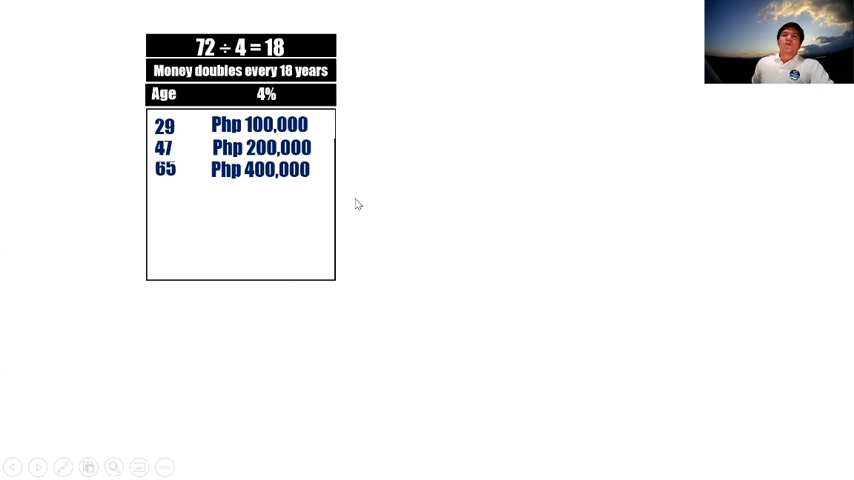 72 ÷ 4 = 18
Money doubles every 18 years
Age 4%
29 Php 100,000
47 Php 200,000
65 Php 400,000